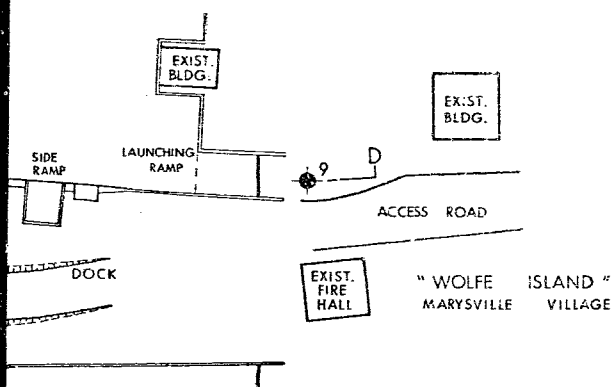 EXIST.
BLDG.
EXIST.
BLDG.
SIDE
RAMP
LAUNCHING
RAMP
9
D
ACCESS ROAD
DOCK
EXIST.
FIRE
HALL
" WOLFE ISLAND "
MARYSVILLE VILLAGE